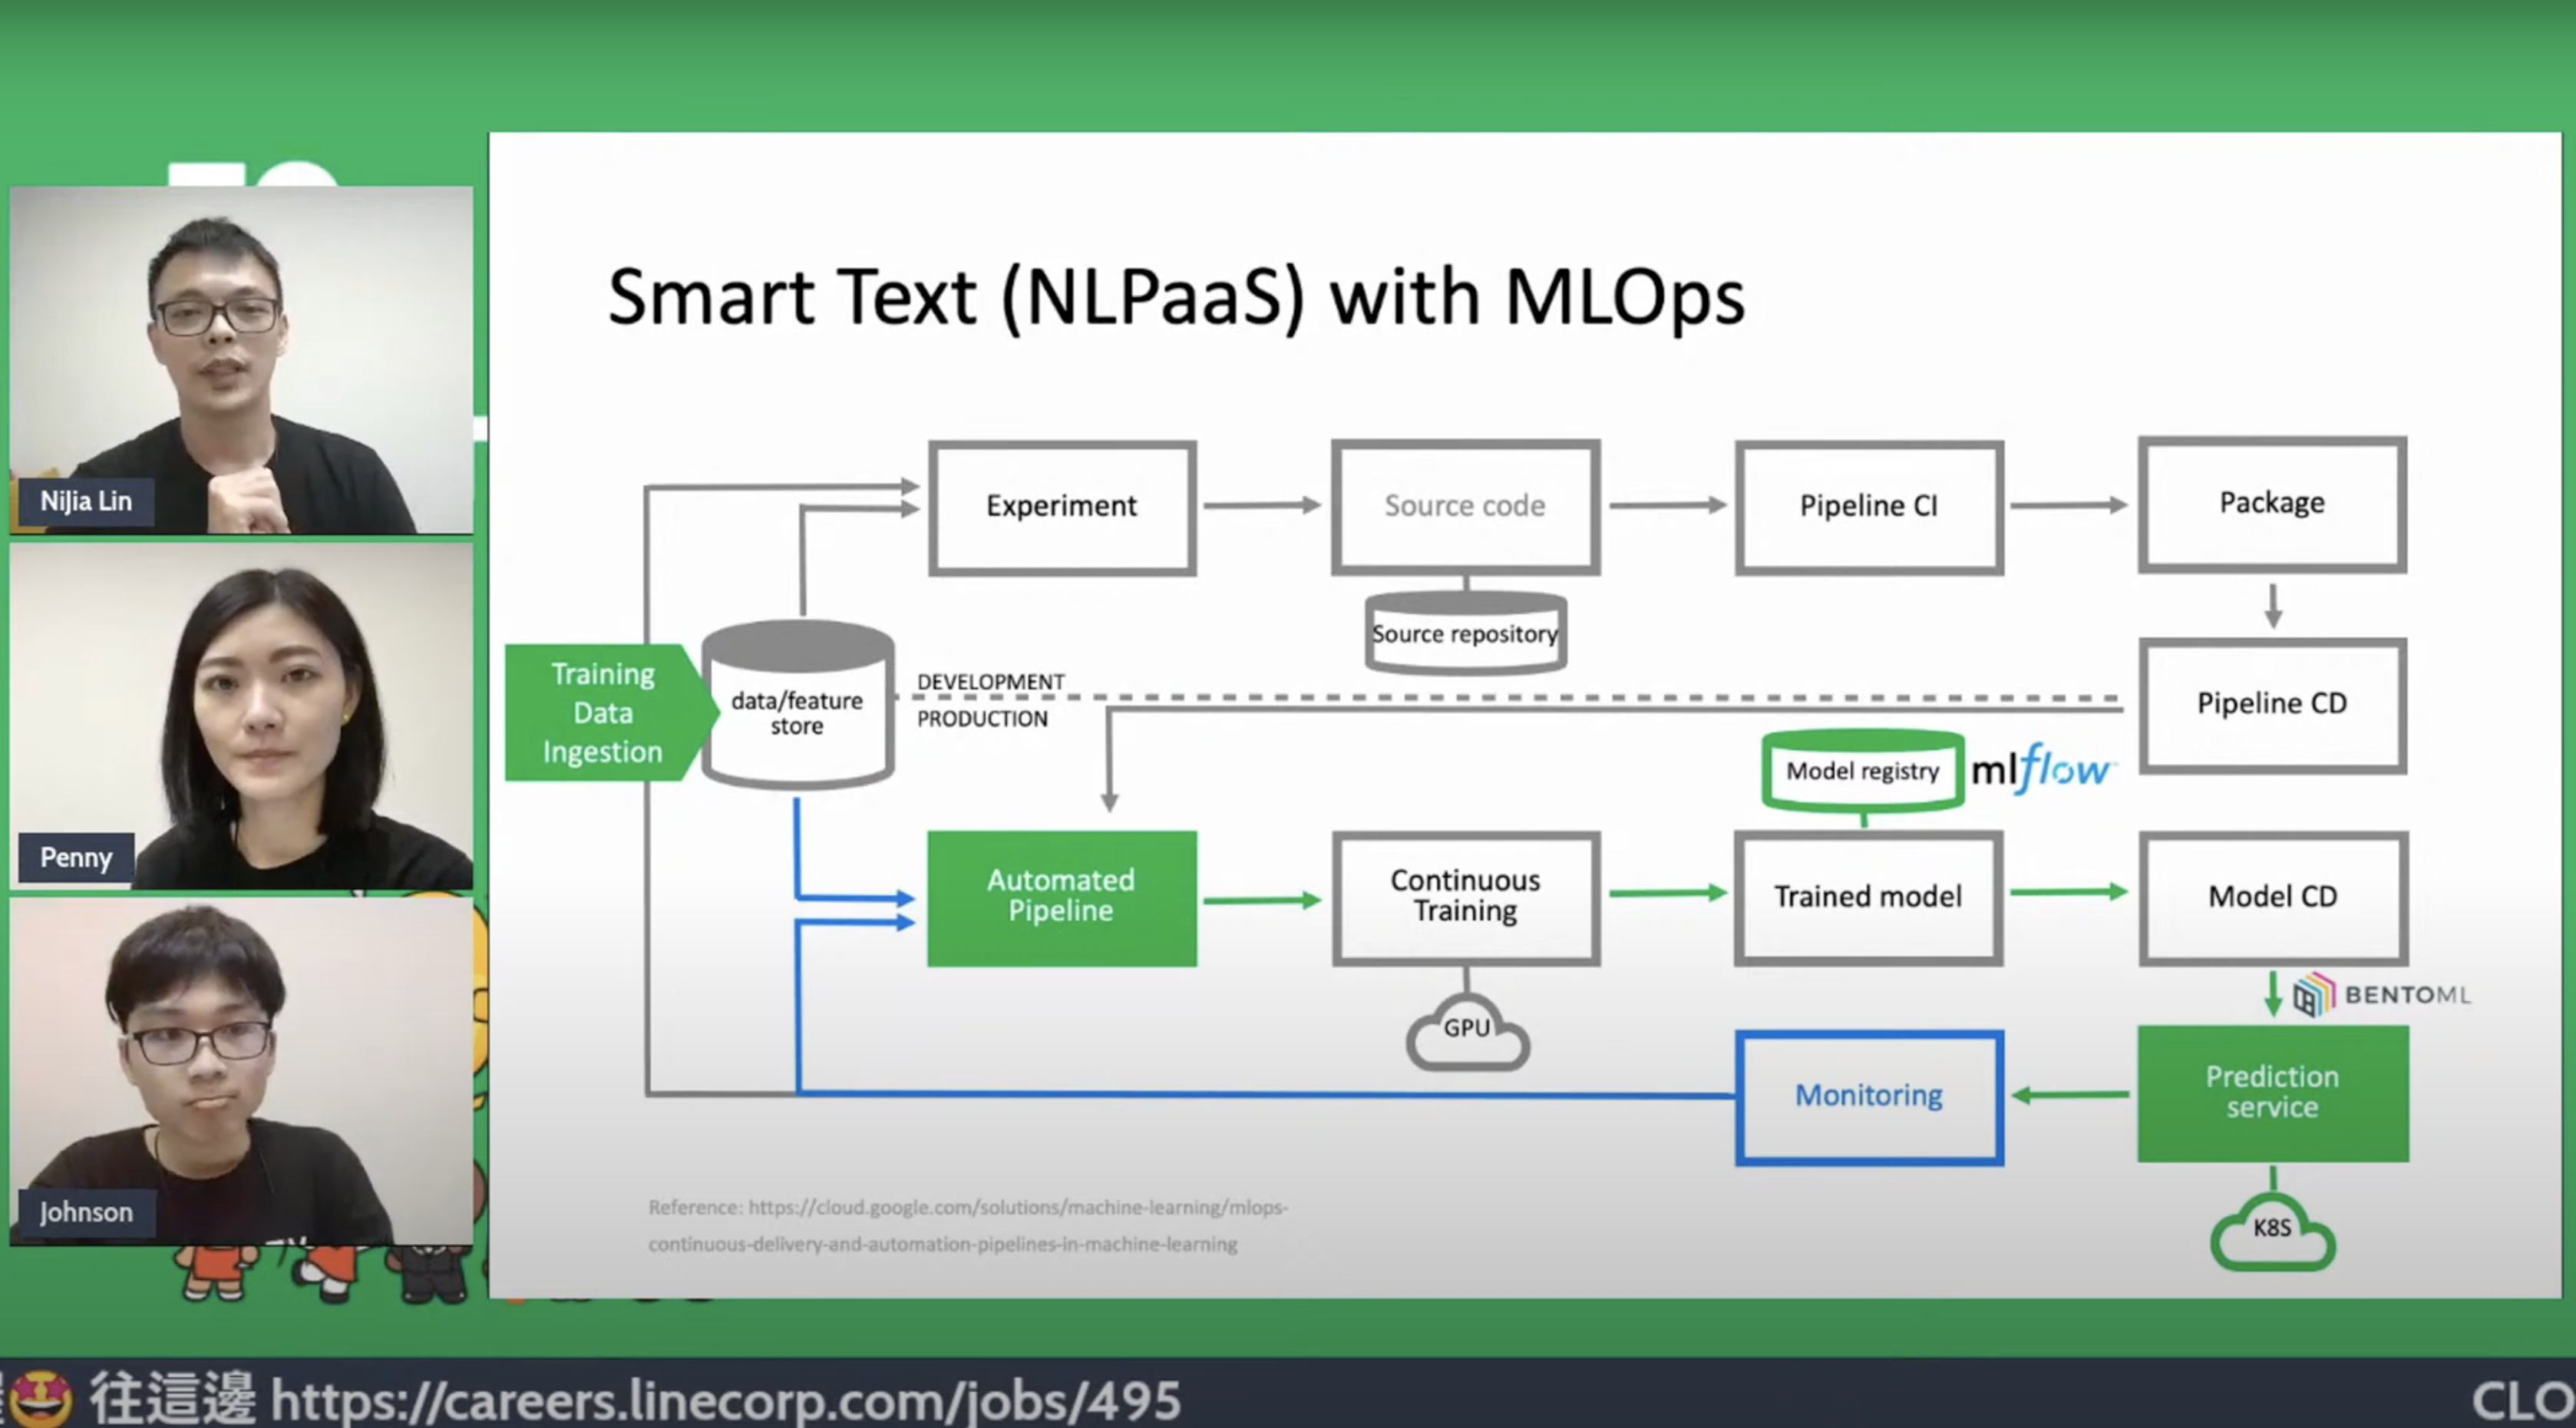 Smart Text (NLPaaS) with MLOps
NiJia Lin
Penny
Johnson
Experiment
Source code
Pipeline CI
Package
Source repository
Training
Data
Ingestion
data/feature
store
DEVELOPMENT
PRODUCTION
Pipeline CD
Model registry
mlflow
Automated
Pipeline
Continuous
Training
Trained model
Model CD
GPU
BENTOML
Monitoring
Prediction
service
K8S
Reference: https://cloud.google.com/solutions/machine-learning/mlops-
continuous-delivery-and-automation-pipelines-in-machine-learning
往這邊 https://careers.linecorp.com/jobs/495
CLO